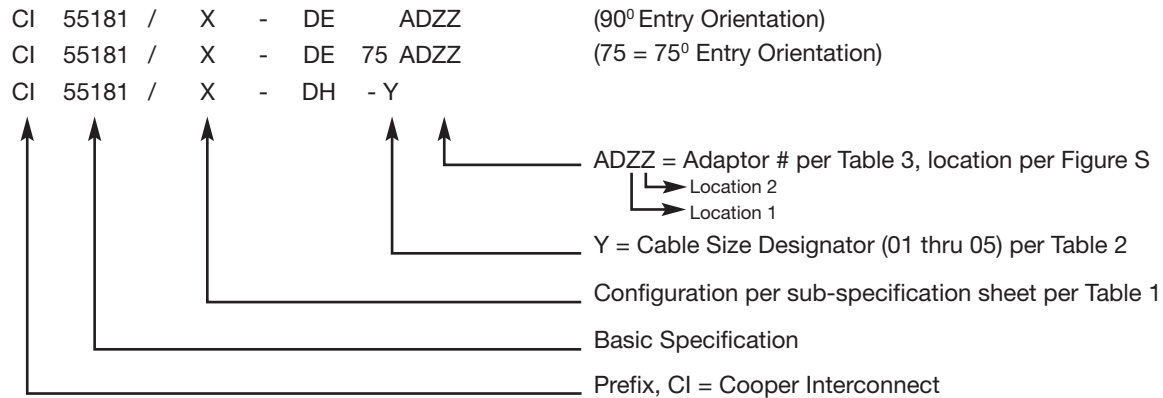 CI 55181 / X - DE ADZZ (90⁰ Entry Orientation)
CI 55181 / X - DE 75 ADZZ (75 = 75⁰ Entry Orientation)
CI 55181 / X - DH - Y
ADZZ = Adaptor # per Table 3, location per Figure S
Location 2
Location 1
Y = Cable Size Designator (01 thru 05) per Table 2
Configuration per sub-specification sheet per Table 1
Basic Specification
Prefix, CI = Cooper Interconnect